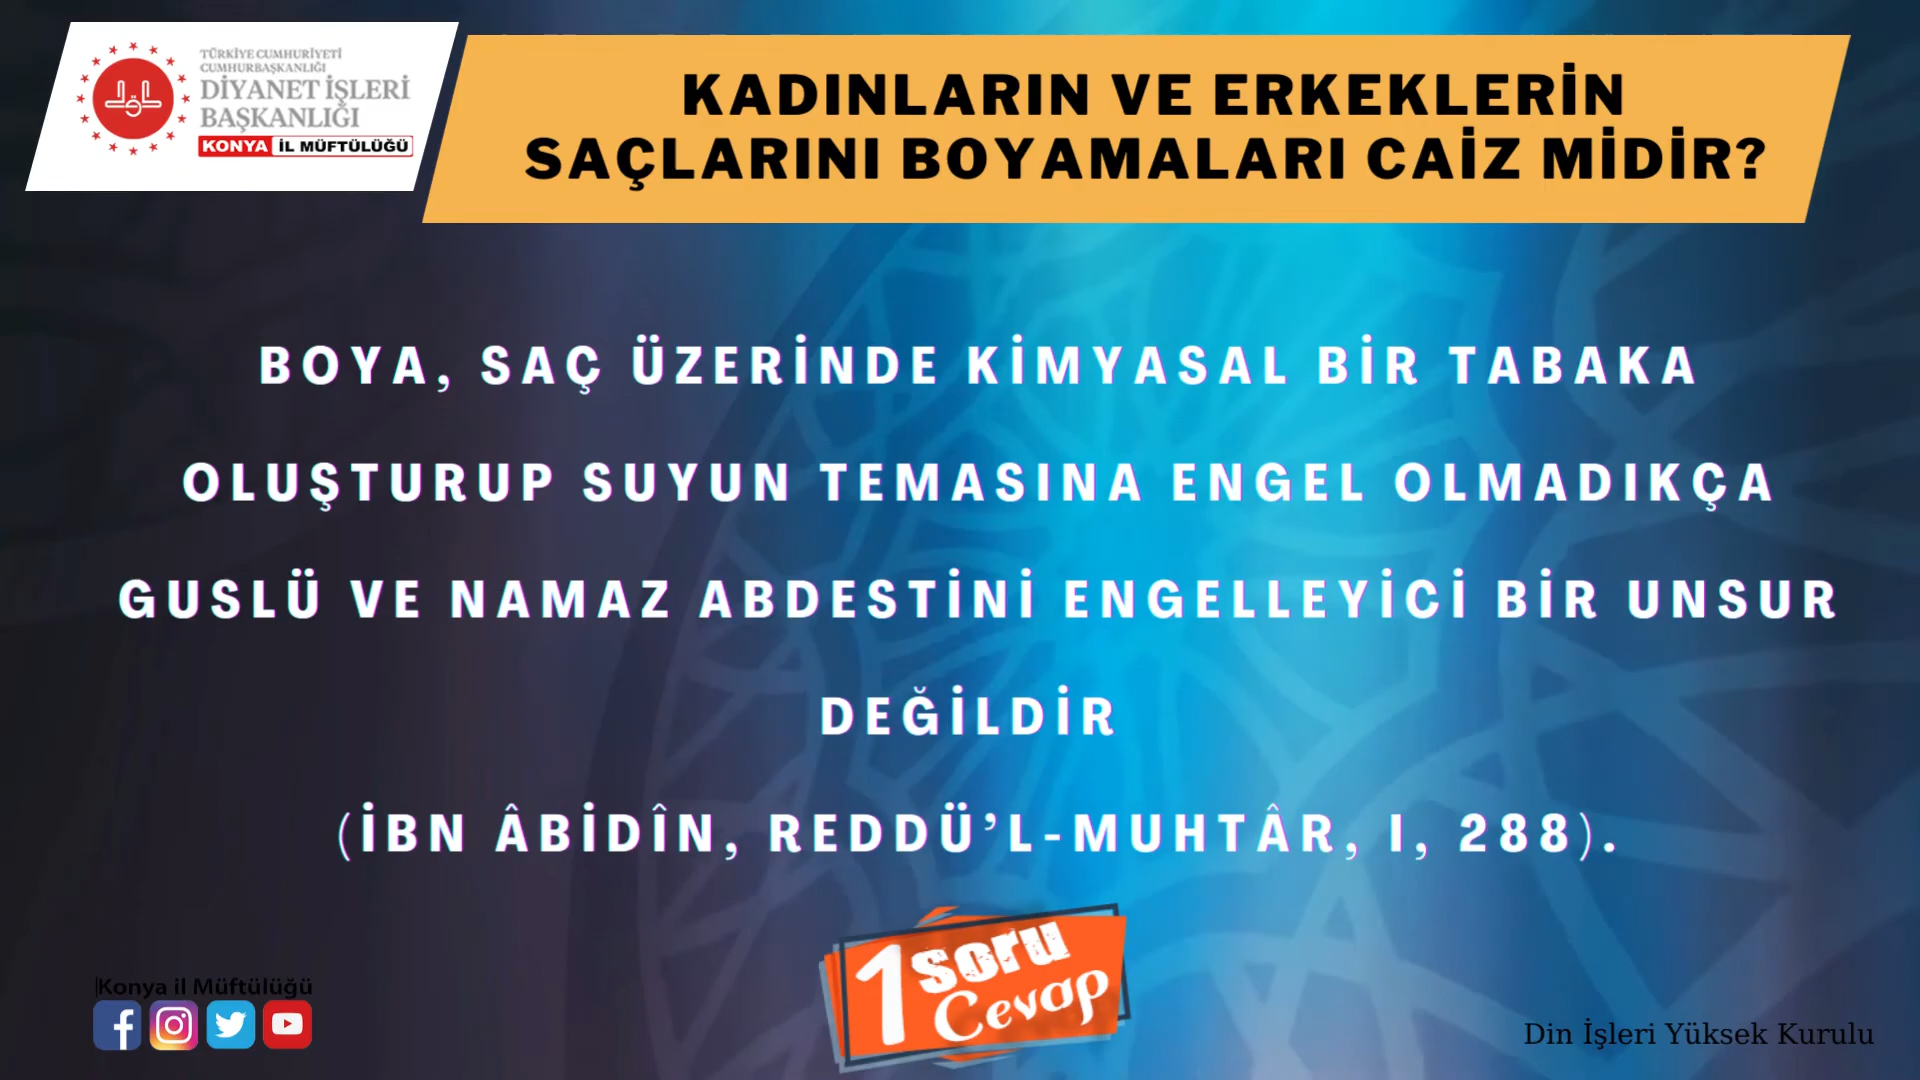 TÜRKİYE CUMHURİYETİ
CUMHURBAŞKANLIĞI
DİYANET İŞLERİ
BAŞKANLIĞI
KONYA İL MÜFTÜLÜĞÜ
KADINLARIN VE ERKEKLERİN
SAÇLARINI BOYAMALARI CAİZ MİDİR?
BOYA, SAÇ ÜZERİNDE KİMYASAL BİR TABAKA
OLUŞTURUP SUYUN TEMASINA ENGEL OLMADIKÇA
GUSLÜ VE NAMAZ ABDESTİNİ ENGELLEYİCİ BİR UNSUR
DEĞİLDİR
(İBN ÂBİDÎN, REDDÜ’L-MUHTÂR, I, 288).
1 soru
Cevap
Konya il Müftülüğü
Din İşleri Yüksek Kurulu